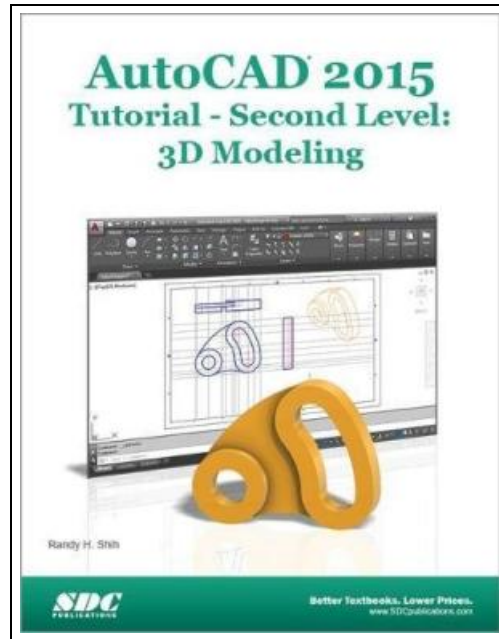 AutoCAD® 2015
Tutorial - Second Level:
3D Modeling
Randy H. Shih
SDC
PUBLICATIONS
Better Textbooks. Lower Prices.
www.SDCpublications.com